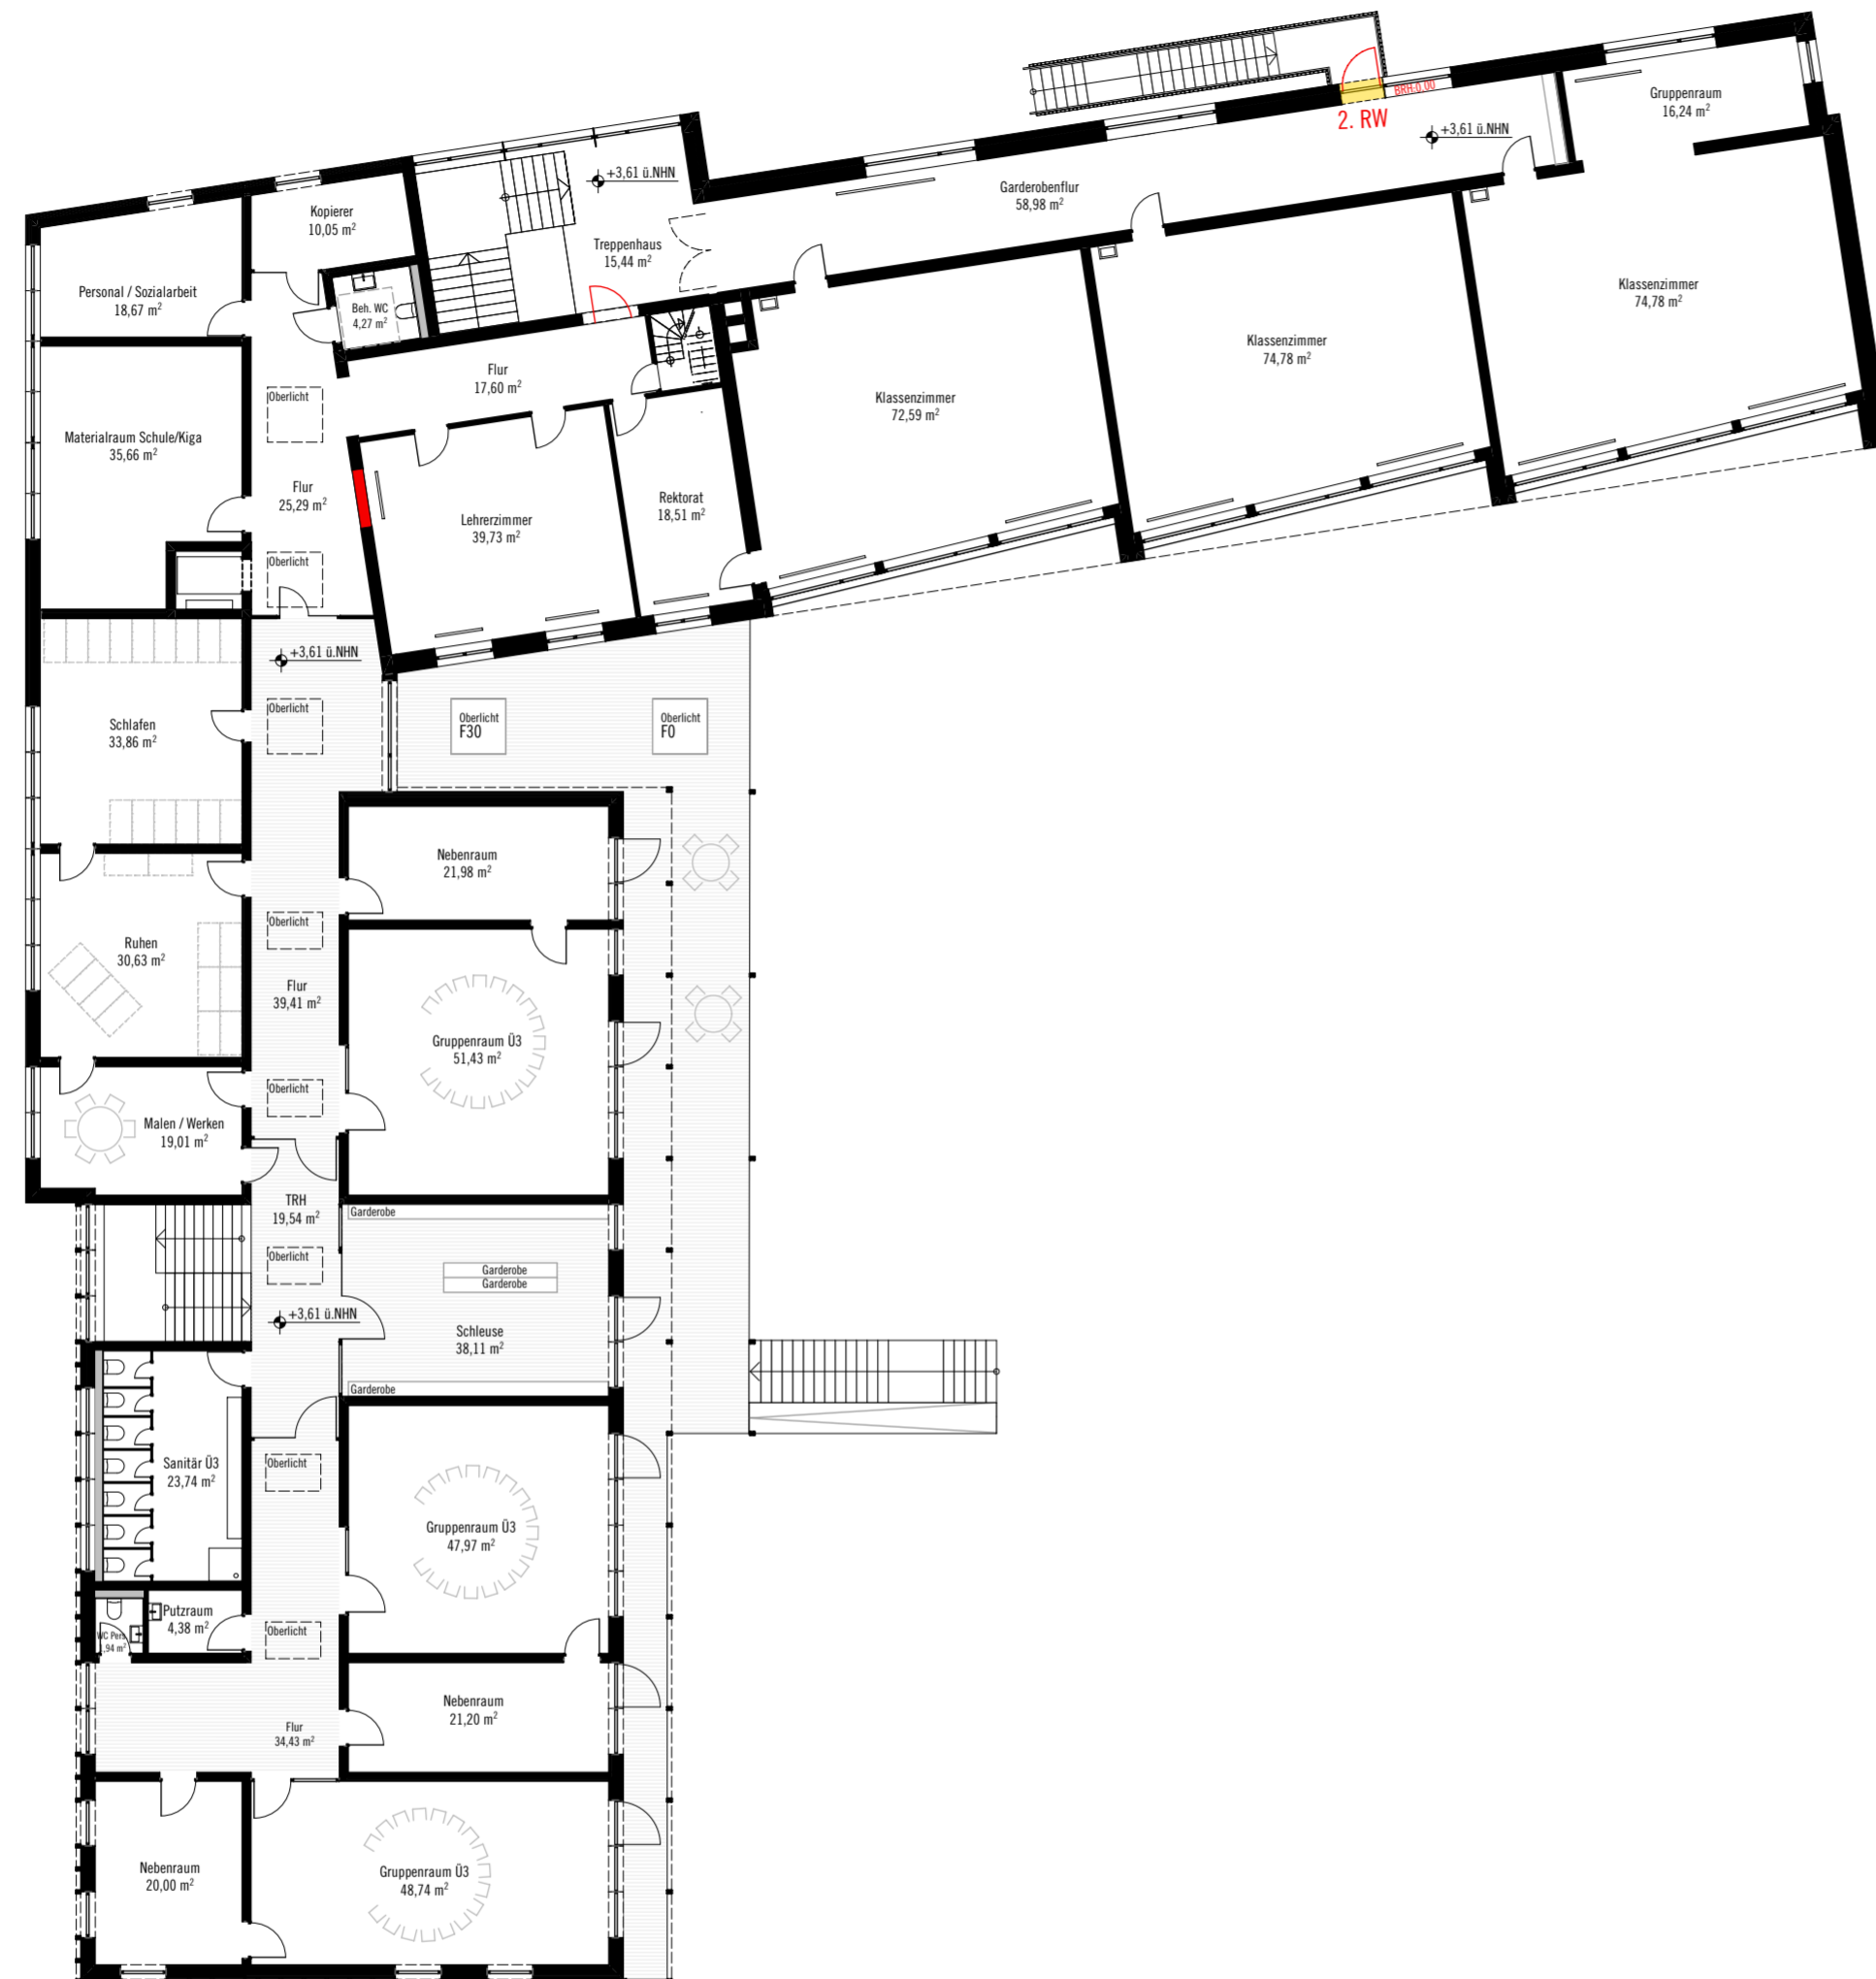 Gruppenraum
16,24 m²
BRH-0.00
2. RW
+3,61 ü.NHN
+3,61 ü.NHN
Garderobenflur
58,98 m²
Kopierer
10,05 m²
Treppenhaus
15,44 m²
Personal / Sozialarbeit
18,67 m²
Beh. WC
4,27 m²
Klassenzimmer
74,78 m²
Klassenzimmer
74,78 m²
Flur
17,60 m²
Klassenzimmer
72,59 m²
Oberlicht
Materialraum Schule/Kiga
35,66 m²
Flur
25,29 m²
Rektorat
18,51 m²
Lehrerzimmer
39,73 m²
Oberlicht
+3,61 ü.NHN
Oberlicht
Oberlicht
F30
Oberlicht
F0
Schlafen
33,86 m²
Nebenraum
21,98 m²
Oberlicht
Ruhen
30,63 m²
Flur
39,41 m²
Gruppenraum Ü3
51,43 m²
Oberlicht
Malen / Werken
19,01 m²
TRH
19,54 m²
Garderobe
Oberlicht
Garderobe
Garderobe
+3,61 ü.NHN
Schleuse
38,11 m²
Garderobe
Oberlicht
Sanitär Ü3
23,74 m²
Gruppenraum Ü3
47,97 m²
Putzraum
4,38 m²
Oberlicht
WC Pers.
1,94 m²
Nebenraum
21,20 m²
Flur
34,43 m²
Nebenraum
20,00 m²
Gruppenraum Ü3
48,74 m²